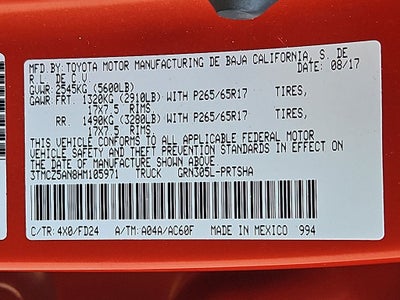 MFD.BY:TOYOTA MOTOR MANUFACTURING DE BAJA CALIFORNIA, S. DE
R.L. DE C.V. DATE: 08/17
GVWR:2545KG (5600LB)
GAWR:FRT. 1320KG (2910LB) WITH P265/65R17 TIRES,
17X7.5 RIMS
RR. 1490KG (3280LB) WITH P265/65R17 TIRES,
17X7.5 RIMS
THIS VEHICLE CONFORMS TO ALL APPLICABLE FEDERAL MOTOR
VEHICLE SAFETY AND THEFT PREVENTION STANDARDS IN EFFECT ON
THE DATE OF MANUFACTURE SHOWN ABOVE
3TMCZ5AN8HM105971 TRUCK GRN305L-PRTSHA
C/TR: 4X0/FD24 A/TM: A04A/AC60F MADE IN MEXICO 994